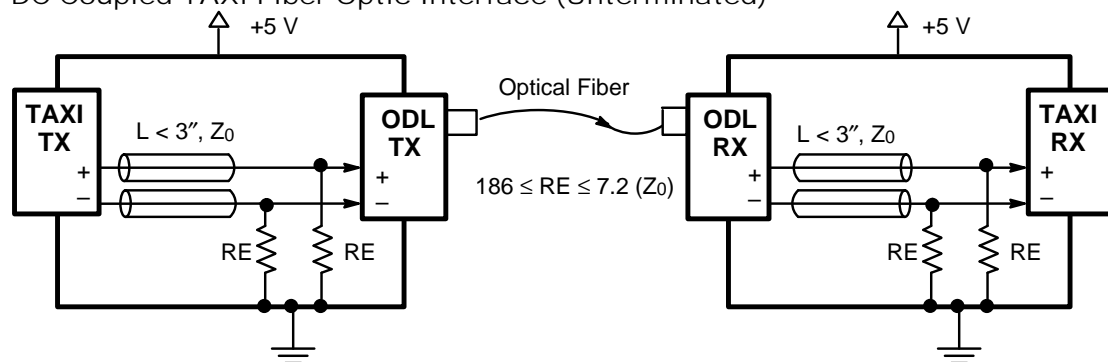 DC Coupled TAXI Fiber Optic Interface (Unterminated)
+5 V
+5 V
TAXI TX
+
−
L < 3″, Z0
ODL TX
+
−
Optical Fiber
186 ≤ RE ≤ 7.2 (Z0)
ODL RX
+
−
L < 3″, Z0
TAXI RX
+
−
RE
RE
RE
RE